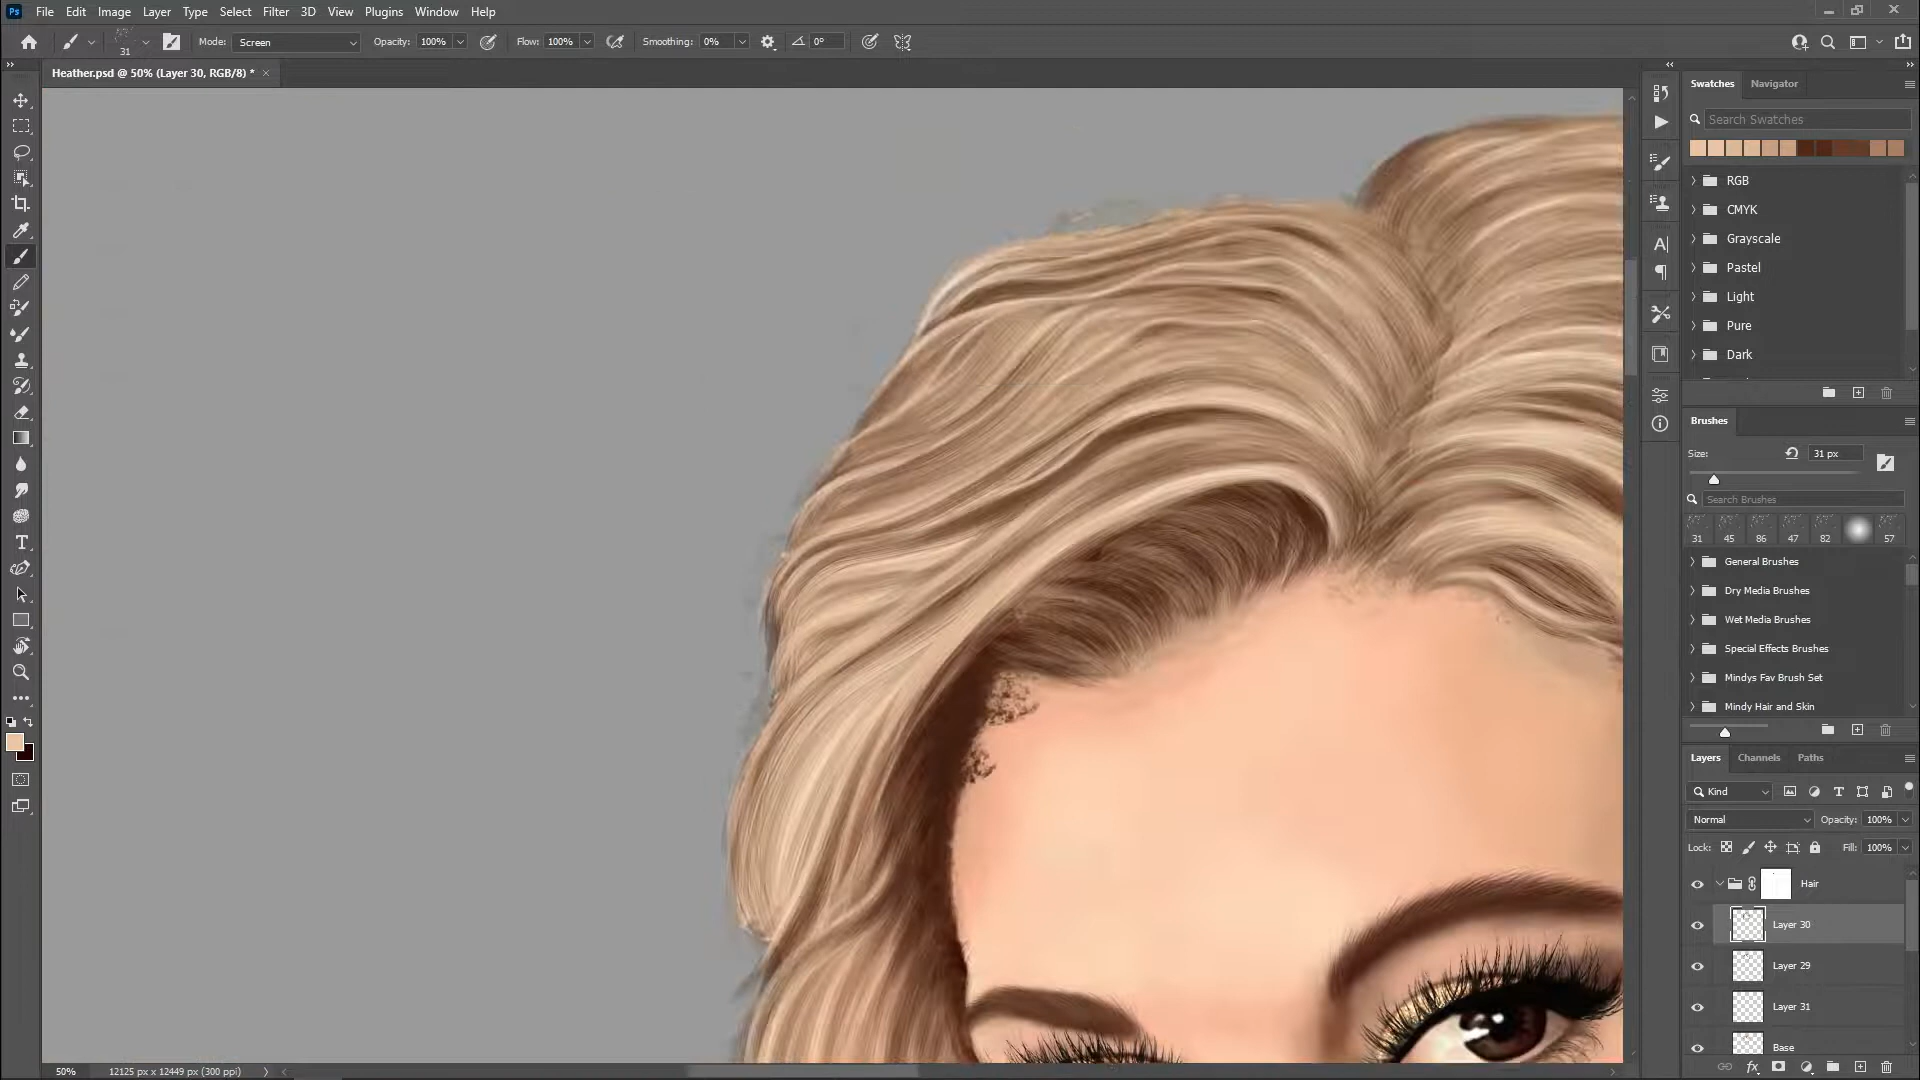 Ps File Edit Image Layer Type Select Filter 3D View Plugins Window Help
31 Mode: Screen Opacity: 100% Flow: 100% Smoothing: 0% 0°
Heather.psd @ 50% (Layer 30, RGB/8) *
Swatches Navigator
Search Swatches
RGB
CMYK
Grayscale
Pastel
Light
Pure
Dark
Brushes
Size: 31 px
Search Brushes
31 45 86 47 82 57
General Brushes
Dry Media Brushes
Wet Media Brushes
Special Effects Brushes
Mindys Fav Brush Set
Mindy Hair and Skin
Layers Channels Paths
Kind
Normal Opacity: 100%
Lock: Fill: 100%
Hair
Layer 30
Layer 29
Layer 31
Base
50% 12125 px x 12449 px (300 ppi)